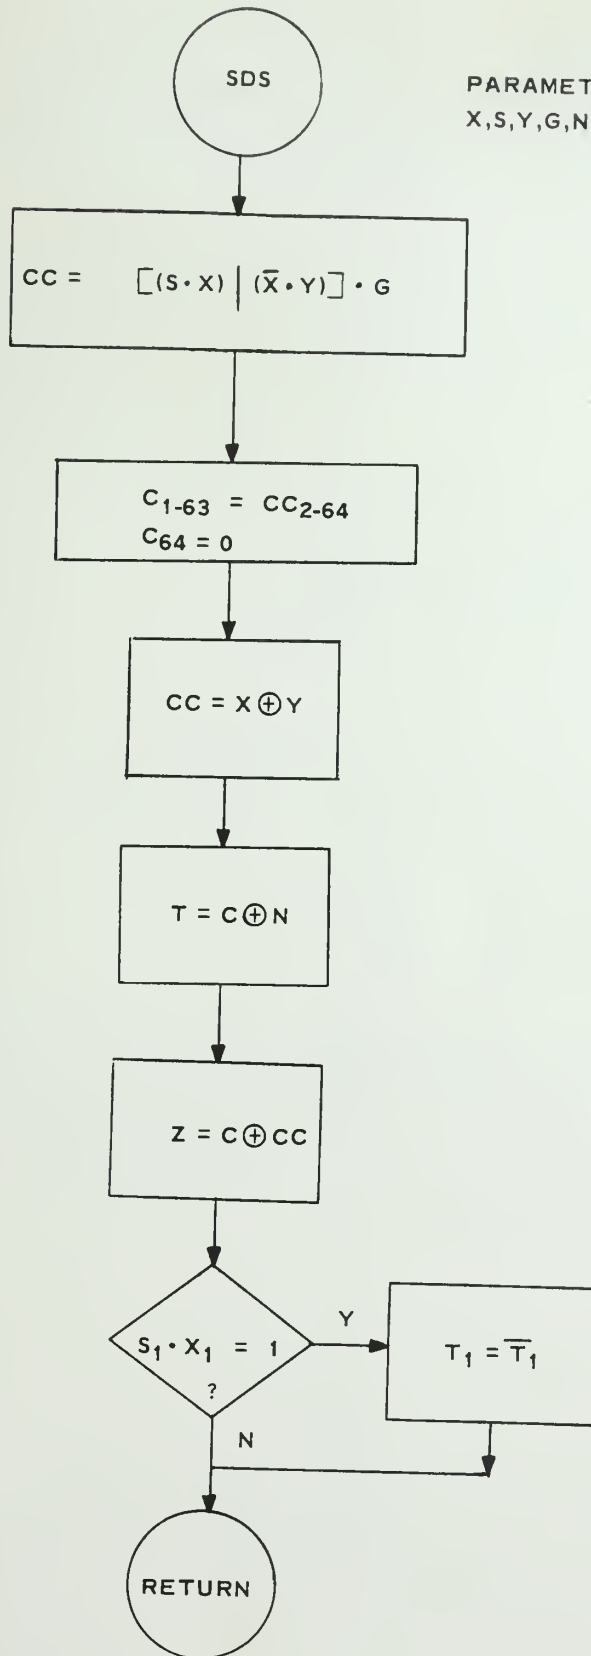 SDS
PARAMET
X,S,Y,G,N
CC = [(S·X) | (X̅·Y)]·G
C₁₋₆₃ = CC₂₋₆₄
C₆₄ = 0
CC = X⊕Y
T = C⊕N
Z = C⊕CC
S₁·X₁ = 1
?
Y
T₁ = T̅₁
N
RETURN